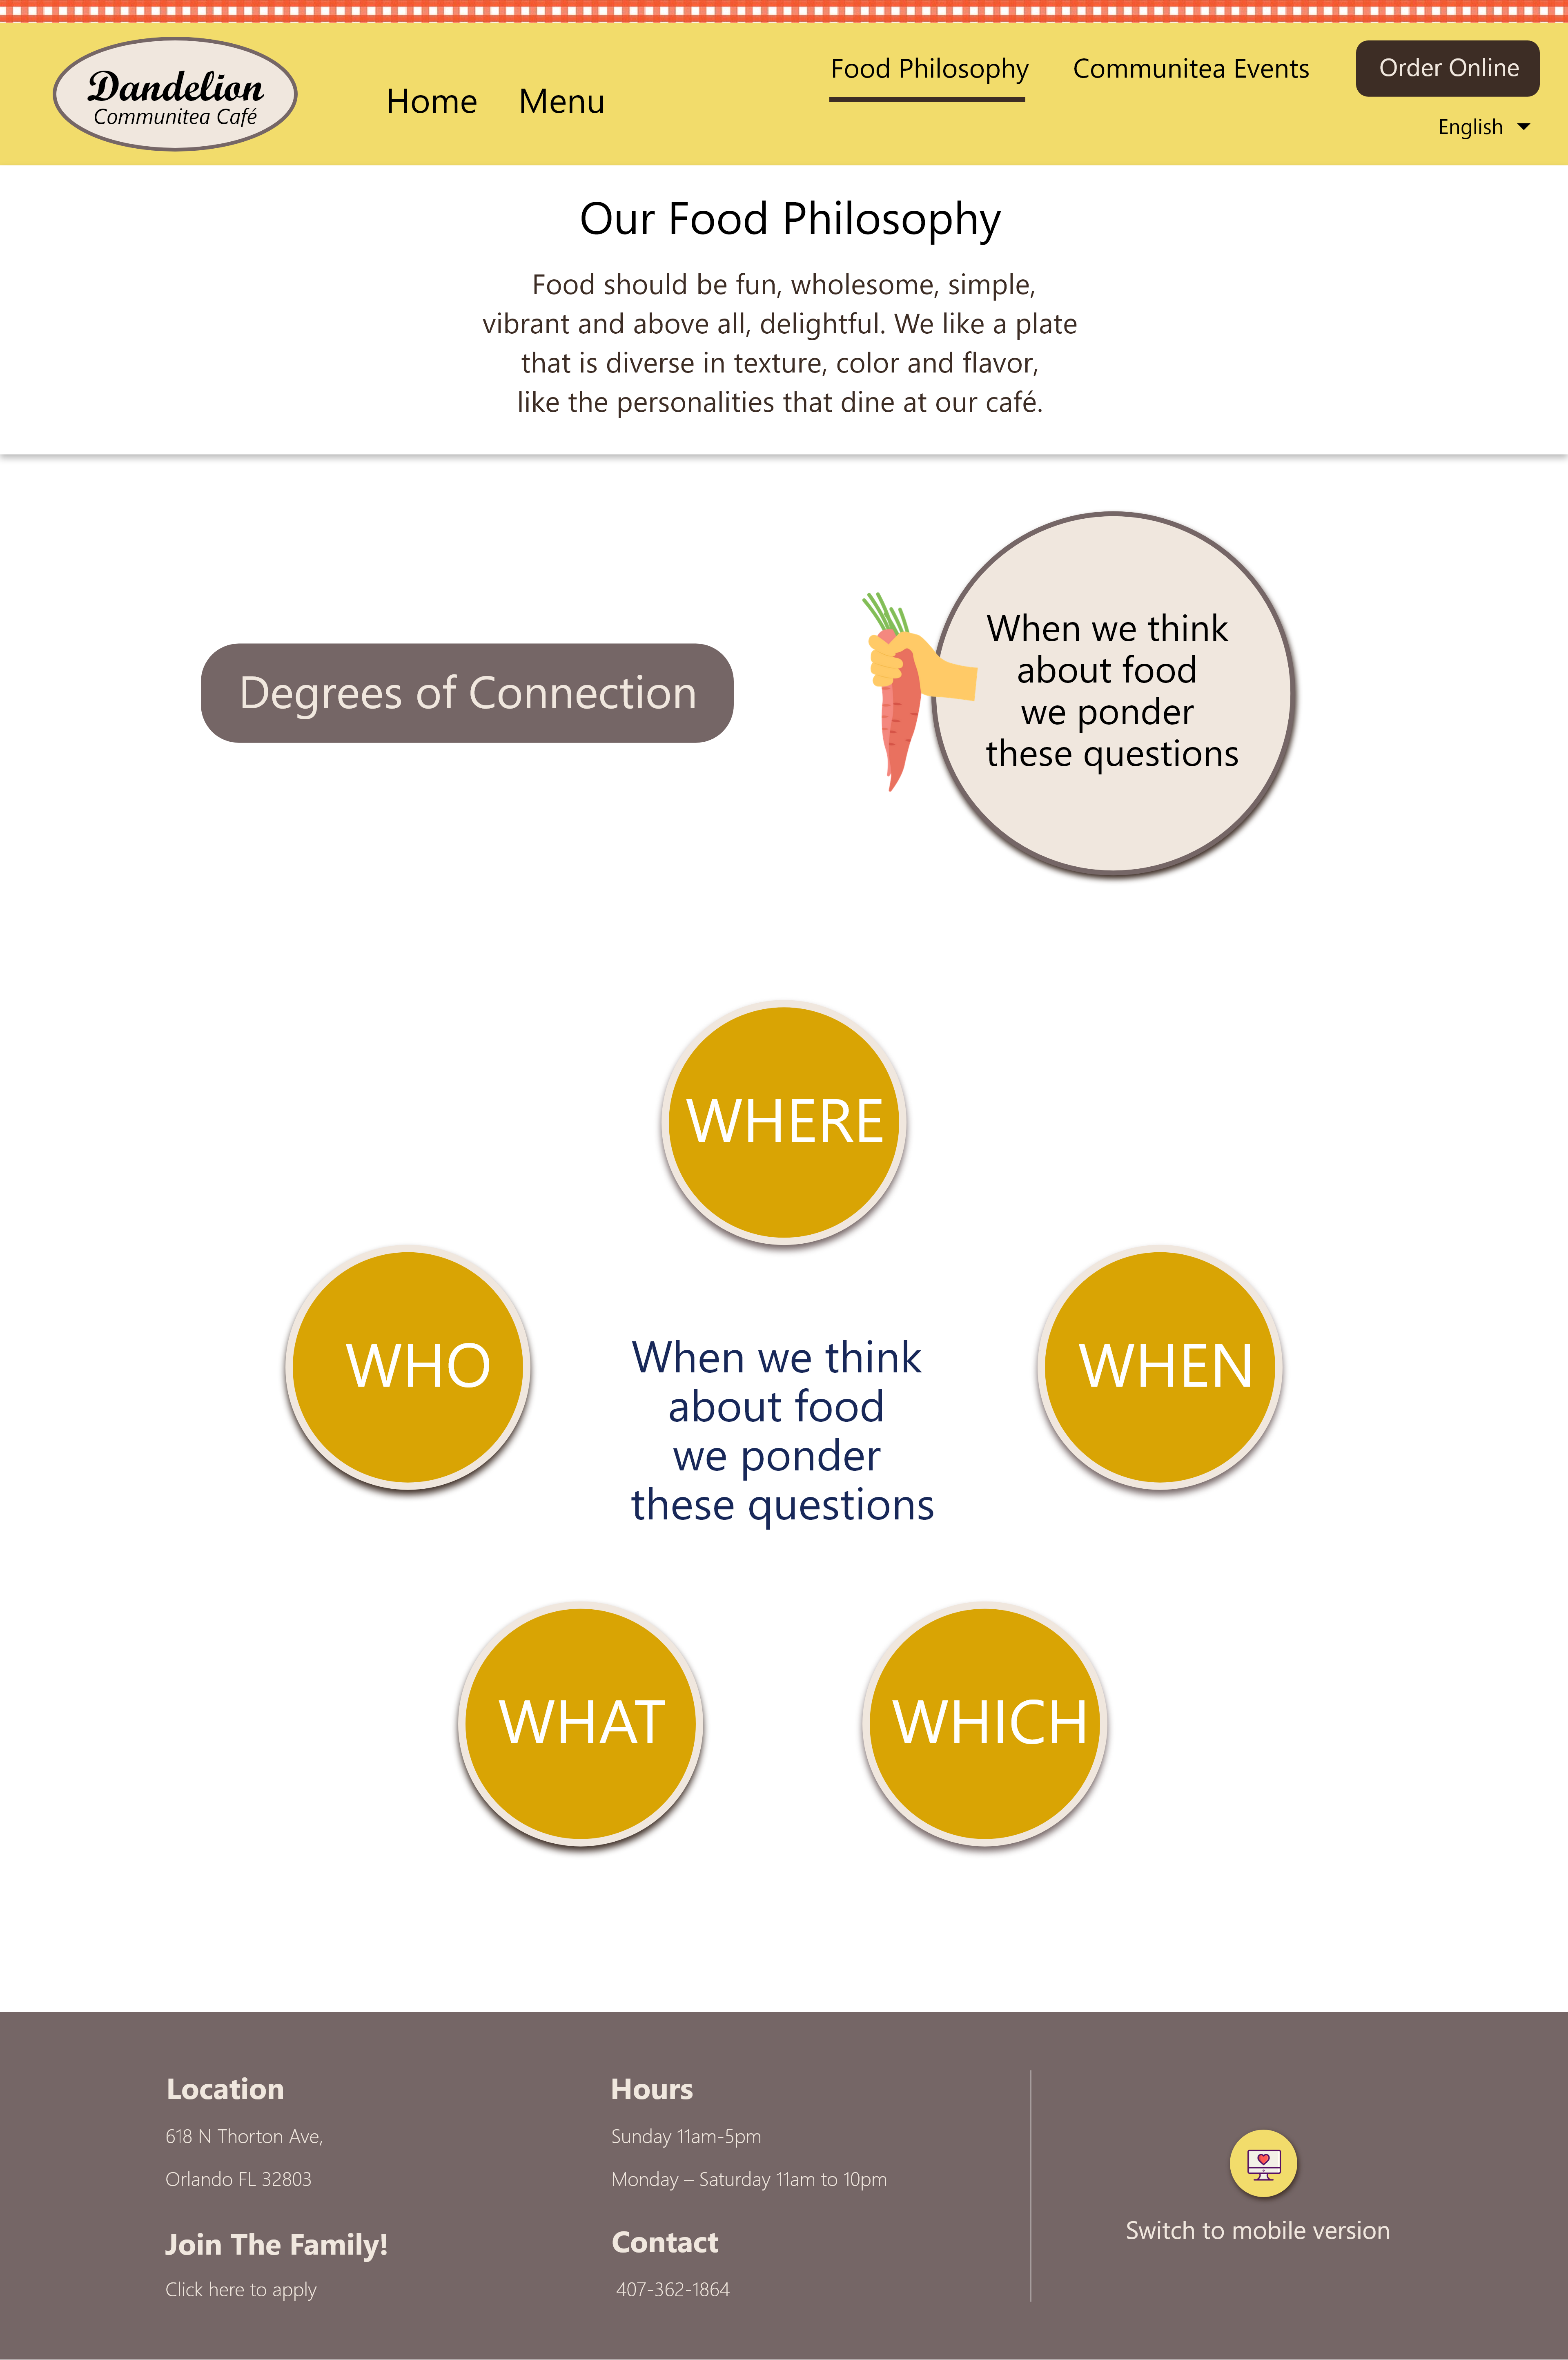 Dandelion
Communitea Café
Home
Menu
Food Philosophy
Communitea Events
Order Online
English
Our Food Philosophy
Food should be fun, wholesome, simple,
vibrant and above all, delightful. We like a plate
that is diverse in texture, color and flavor,
like the personalities that dine at our café.
Degrees of Connection
When we think
about food
we ponder
these questions
WHERE
WHO
WHEN
When we think
about food
we ponder
these questions
WHAT
WHICH
Location
618 N Thorton Ave,
Orlando FL 32803
Join The Family!
Click here to apply
Hours
Sunday 11am-5pm
Monday – Saturday 11am to 10pm
Contact
407-362-1864
Switch to mobile version